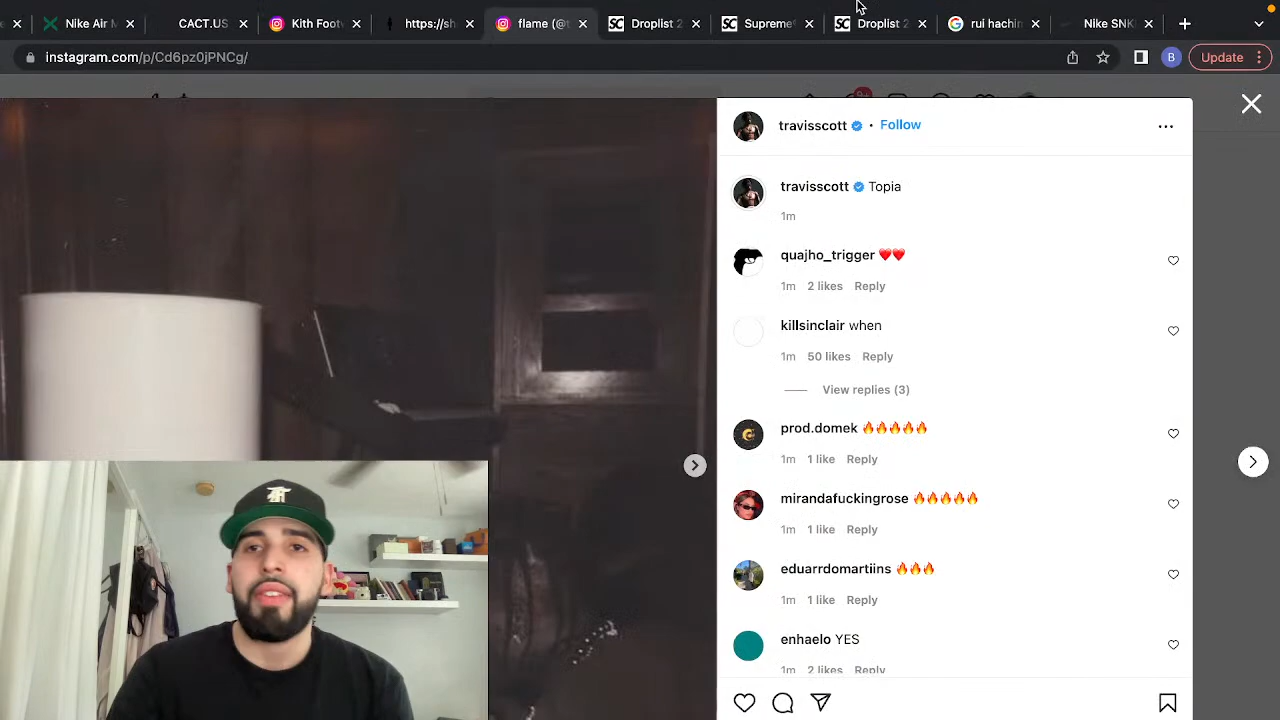 Nike Air M
CACT.US
Kith Footw
https://sh
flame (@t
Droplist 2
Supreme®
Droplist 2
rui hachim
Nike SNK
instagram.com/p/Cd6pz0jPNCg/
B
Update
travisscott • Follow
travisscott Topia
1m
quajho_trigger ❤️❤️
1m 2 likes Reply
killsinclair when
1m 50 likes Reply
View replies (3)
prod.domek 🔥🔥🔥🔥🔥
1m 1 like Reply
mirandafuckingrose 🔥🔥🔥🔥🔥
1m 1 like Reply
eduarrdomartiins 🔥🔥🔥
1m 1 like Reply
enhaelo YES
1m 2 likes Reply